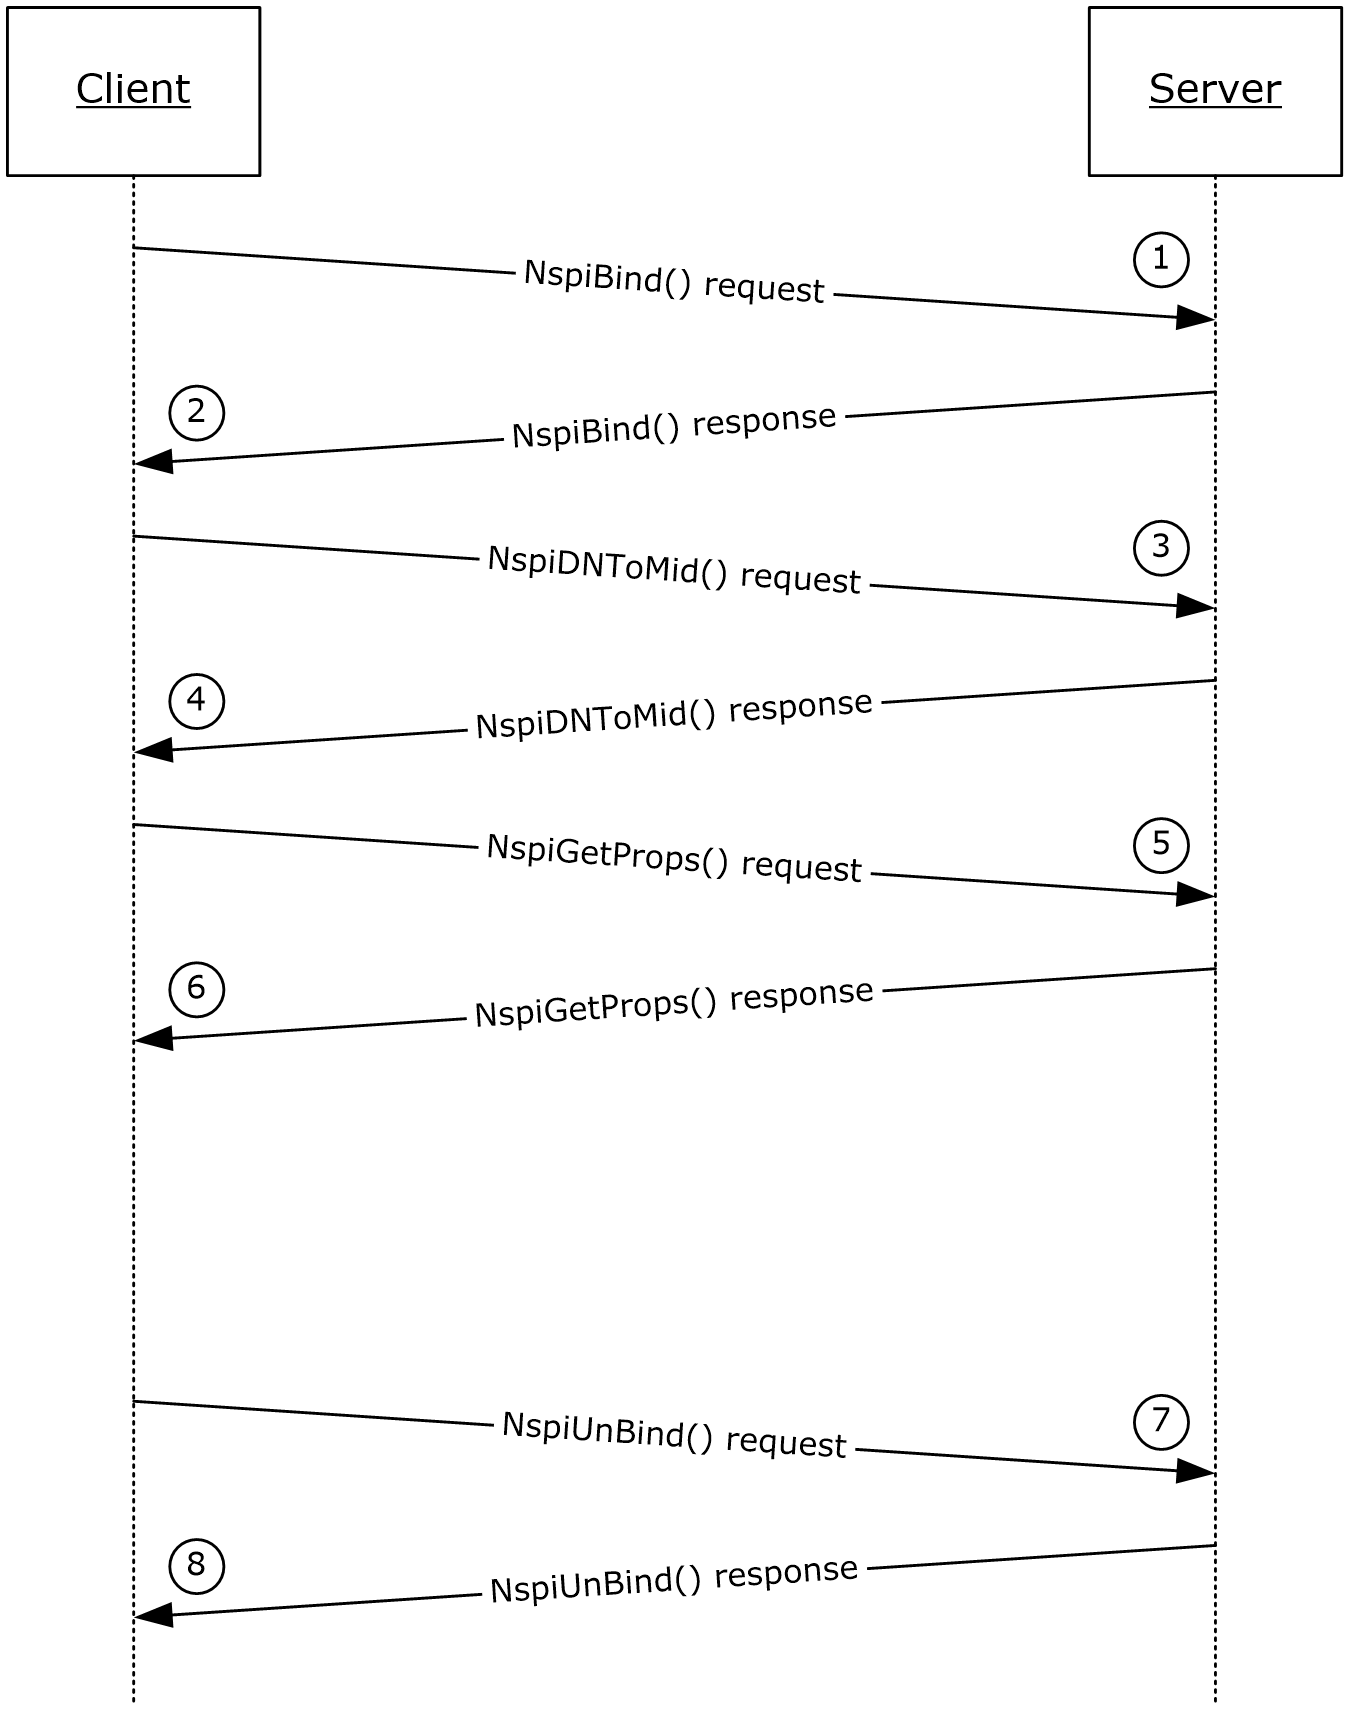 Client
Server
1
NspiBind() request
2
NspiBind() response
3
NspiDNToMid() request
4
NspiDNToMid() response
5
NspiGetProps() request
6
NspiGetProps() response
7
NspiUnBind() request
8
NspiUnBind() response